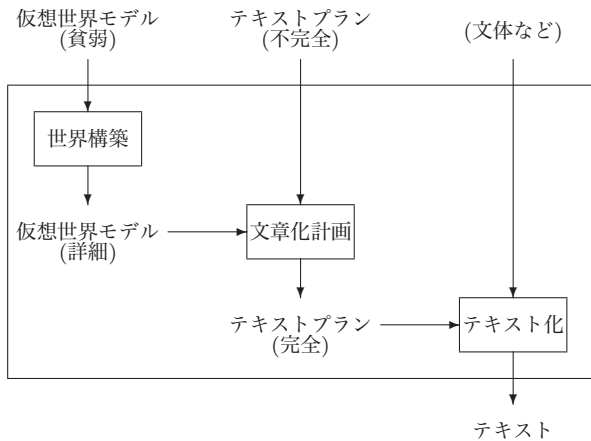 仮想世界モデル
(貧弱)
テキストプラン
(不完全)
(文体など)
世界構築
仮想世界モデル
(詳細)
文章化計画
テキストプラン
(完全)
テキスト化
テキスト